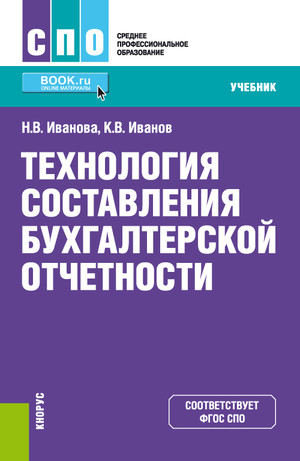 СПО
СРЕДНЕЕ
ПРОФЕССИОНАЛЬНОЕ
ОБРАЗОВАНИЕ
BOOK.ru
ONLINE МАТЕРИАЛЫ
УЧЕБНИК
Н.В. Иванова, К.В. Иванов
ТЕХНОЛОГИЯ
СОСТАВЛЕНИЯ
БУХГАЛТЕРСКОЙ
ОТЧЕТНОСТИ
СООТВЕТСТВУЕТ
ФГОС СПО
КНОРУС